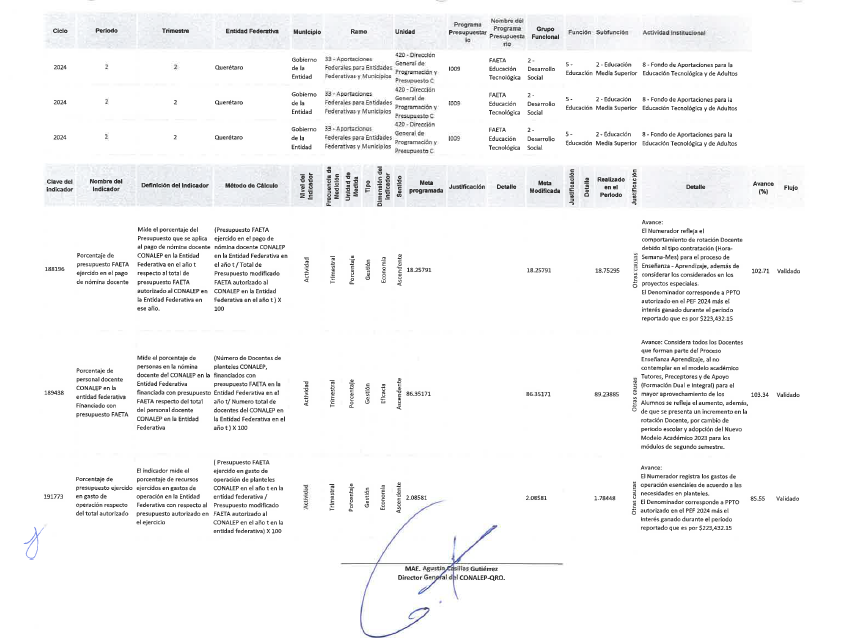 Ciclo Periodo Trimestre Entidad Federativa Municipio Ramo Unidad Programa Presupuestar io Nombre del Programa Presupuesta rio Grupo Funcional Función Subfunción Actividad Institucional
2024 2 2 Querétaro Gobierno de la Entidad 33 - Aportaciones Federales para Entidades Federativas y Municipios 420 - Dirección General de Programación y Presupuesto C I009 FAETA Educación Tecnológica 2 - Desarrollo Social 5 - Educación 2 - Educación Media Superior 8 - Fondo de Aportaciones para la Educación Tecnológica y de Adultos
2024 2 2 Querétaro Gobierno de la Entidad 33 - Aportaciones Federales para Entidades Federativas y Municipios 420 - Dirección General de Programación y Presupuesto C I009 FAETA Educación Tecnológica 2 - Desarrollo Social 5 - Educación 2 - Educación Media Superior 8 - Fondo de Aportaciones para la Educación Tecnológica y de Adultos
2024 2 2 Querétaro Gobierno de la Entidad 33 - Aportaciones Federales para Entidades Federativas y Municipios 420 - Dirección General de Programación y Presupuesto C I009 FAETA Educación Tecnológica 2 - Desarrollo Social 5 - Educación 2 - Educación Media Superior 8 - Fondo de Aportaciones para la Educación Tecnológica y de Adultos
Clave del Indicador Nombre del Indicador Definición del Indicador Método de Cálculo Nivel del Indicador Frecuencia de Medición Unidad de Medida Tipo Dimensión del Indicador Sentido Meta programada Justificación Detalle Meta Modificada Justificación Detalle Realizado en el Periodo Justificación Detalle Avance (%) Flujo
188196
Porcentaje de
presupuesto FAETA
ejercido en el pago
de nómina docente
Mide el porcentaje del
Presupuesto que se aplica
al pago de nómina docente
CONALEP en la Entidad
Federativa en el año t
respecto al total de
presupuesto FAETA
autorizado al CONALEP en
la Entidad Federativa en
ese año.
(Presupuesto FAETA
ejercido en el pago de
nómina docente CONALEP
en la Entidad Federativa en
el año t / Total de
Presupuesto modificado
FAETA autorizado al
CONALEP en la Entidad
Federativa en el año t ) X
100
Actividad Trimestral Porcentaje Gestión Economía Ascendente 18.25791 18.25791 18.75295 Otras causas
Avance:
El Numerador refleja el
comportamiento de rotación Docente
debido al tipo contratación (Hora-
Semana-Mes) para el proceso de
Enseñanza - Aprendizaje, además de
considerar los considerados en los
proyectos especiales.
El Denominador corresponde a PPTO
autorizado en el PEF 2024 más el
interés ganado durante el periodo
reportado que es por $223,432.15
102.71 Validado
189438
Porcentaje de
personal docente
CONALEP en la
entidad federativa
Financiado con
presupuesto FAETA
Mide el porcentaje de
personas en la nómina
docente del CONALEP en la
Entidad Federativa
financiada con presupuesto
FAETA respecto del total
del personal docente
CONALEP en la Entidad
Federativa
(Número de Docentes de
planteles CONALEP,
financiados con
presupuesto FAETA en la
Entidad Federativa en el
año t/ Numero total de
docentes del CONALEP en
la Entidad Federativa en el
año t ) X 100
Actividad Trimestral Porcentaje Gestión Eficacia Ascendente 86.35171 86.35171 89.23885 Otras causas
Avance: Considera todos los Docentes
que forman parte del Proceso
Enseñanza Aprendizaje, al no
contemplar en el modelo académico
Tutores, Preceptores y de Apoyo
(Formación Dual e Integral) para el
mayor aprovechamiento de los
Alumnos se refleja el aumento, además,
de que se presenta un incremento en la
rotación Docente, por cambio de
periodo escolar y adopción del Nuevo
Modelo Académico 2023 para los
módulos de segundo semestre.
103.34 Validado
191773
Porcentaje de
presupuesto ejercido
en gasto de
operación respecto
del total autorizado
El indicador mide el
porcentaje de recursos
ejercidos en gastos de
operación en la Entidad
Federativa con respecto al
presupuesto autorizado en
el ejercicio
( Presupuesto FAETA
ejercido en gasto de
operación de planteles
CONALEP en el año t en la
entidad federativa /
Presupuesto modificado
FAETA autorizado al
CONALEP en el año t en la
entidad federativa) X 100
Actividad Trimestral Porcentaje Gestión Economía Ascendente 2.08581 2.08581 1.78448 Otras causas
Avance:
El Numerador registra los gastos de
operación esenciales de acuerdo a las
necesidades en planteles.
El Denominador corresponde a PPTO
autorizado en el PEF 2024 más el
interés ganado durante el periodo
reportado que es por $223,432.15
85.55 Validado
MAE. Agustín Casillas Gutiérrez
Director General del CONALEP-QRO.